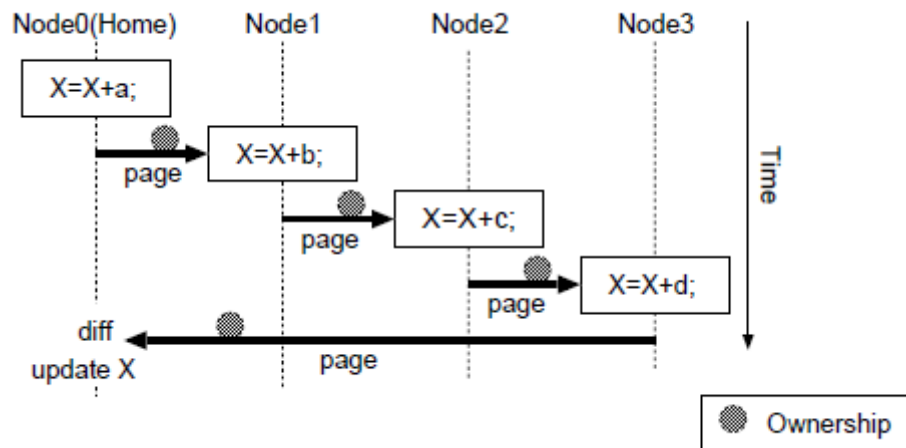 Node0(Home) Node1 Node2 Node3
X=X+a;
page
X=X+b;
page
X=X+c;
page
X=X+d;
diff
update X
page
Time
Ownership